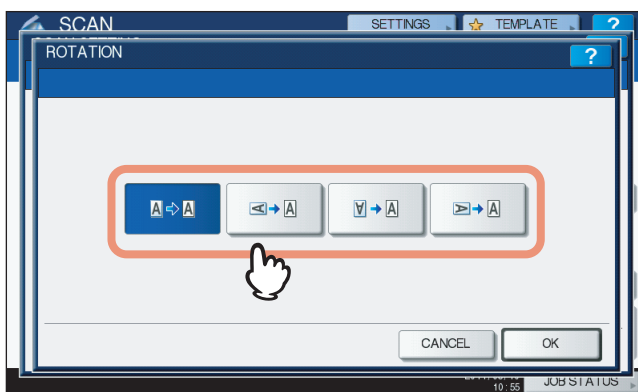 SCAN
SETTINGS
TEMPLATE
?
ROTATION
?
A A
A A
A A
A A
CANCEL
OK
10 : 55
JOB STATUS